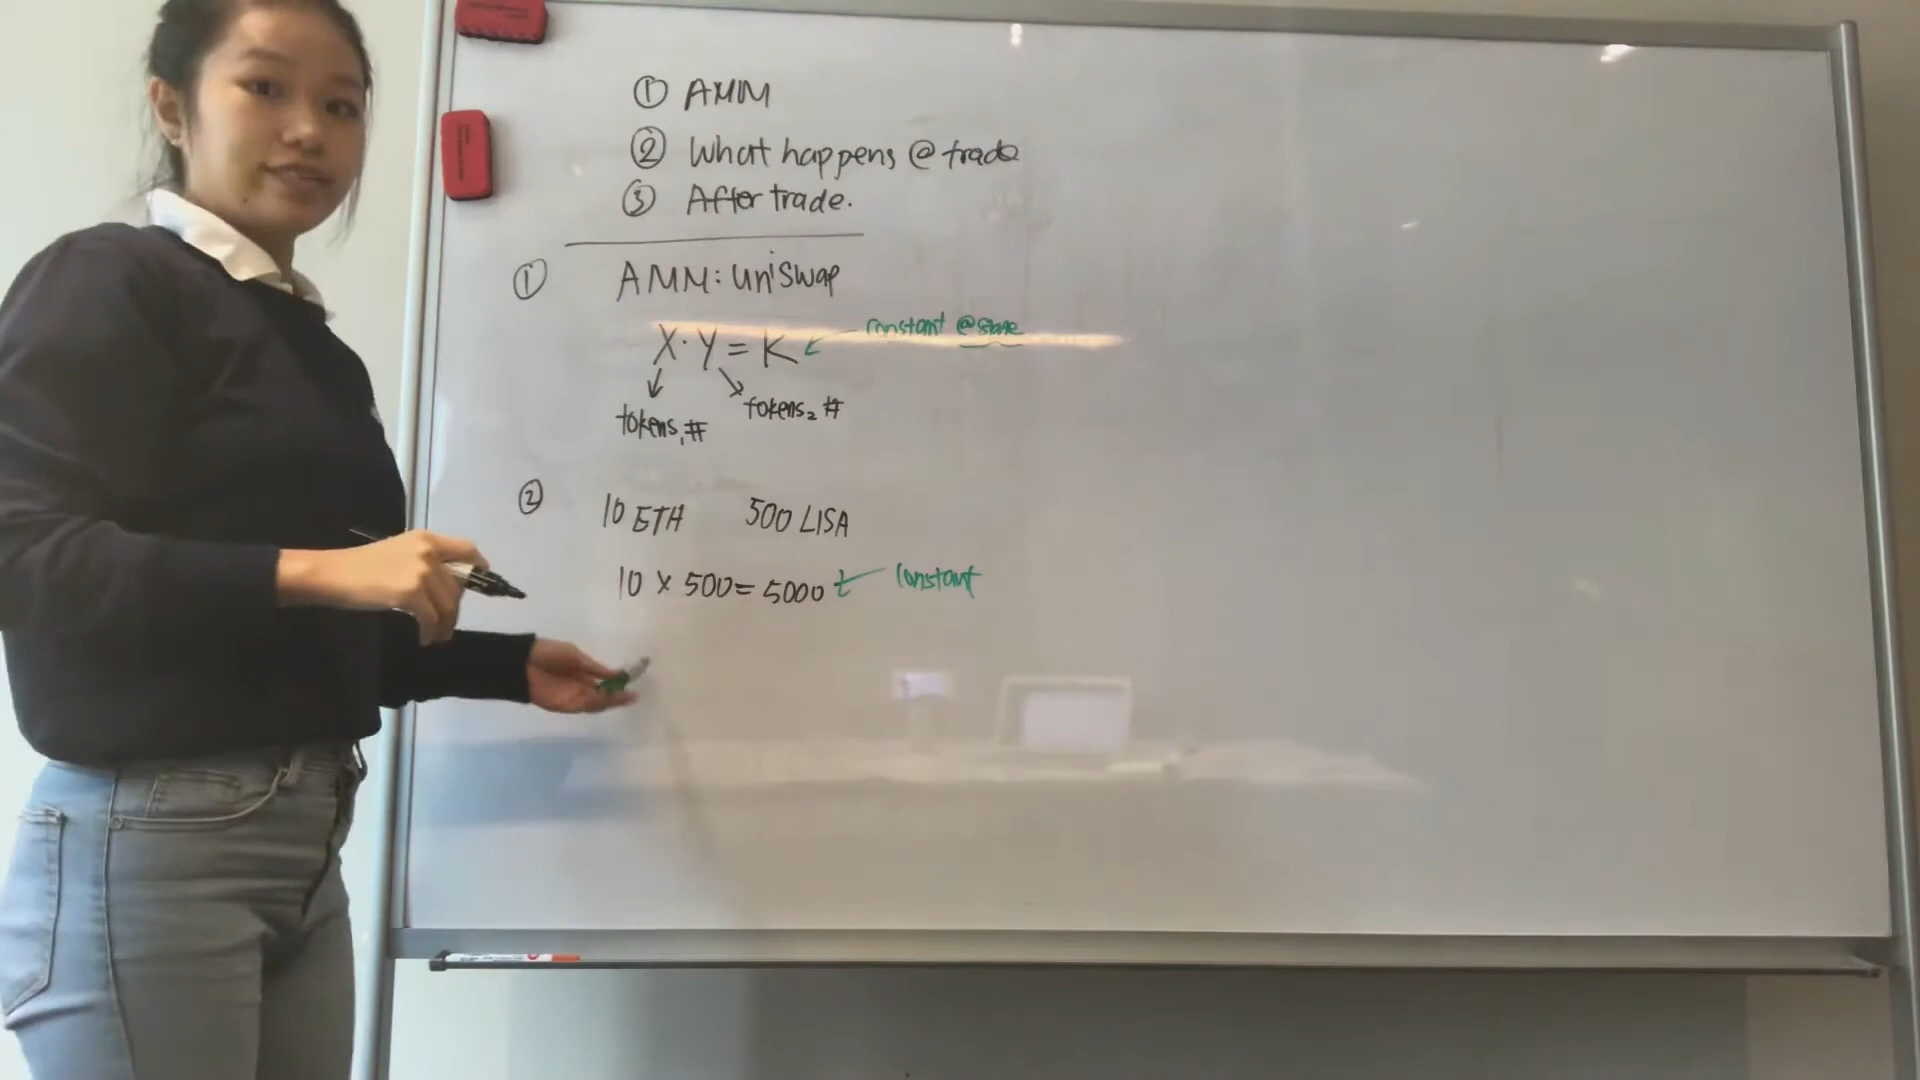 ① AMM
② What happens @ trade
③ After trade.
① AMM: UniSwap
X · Y = K ← constant @ state
tokens₁ # tokens₂ #
② 10 ETH 500 LISA
10 × 500 = 5000 ← constant